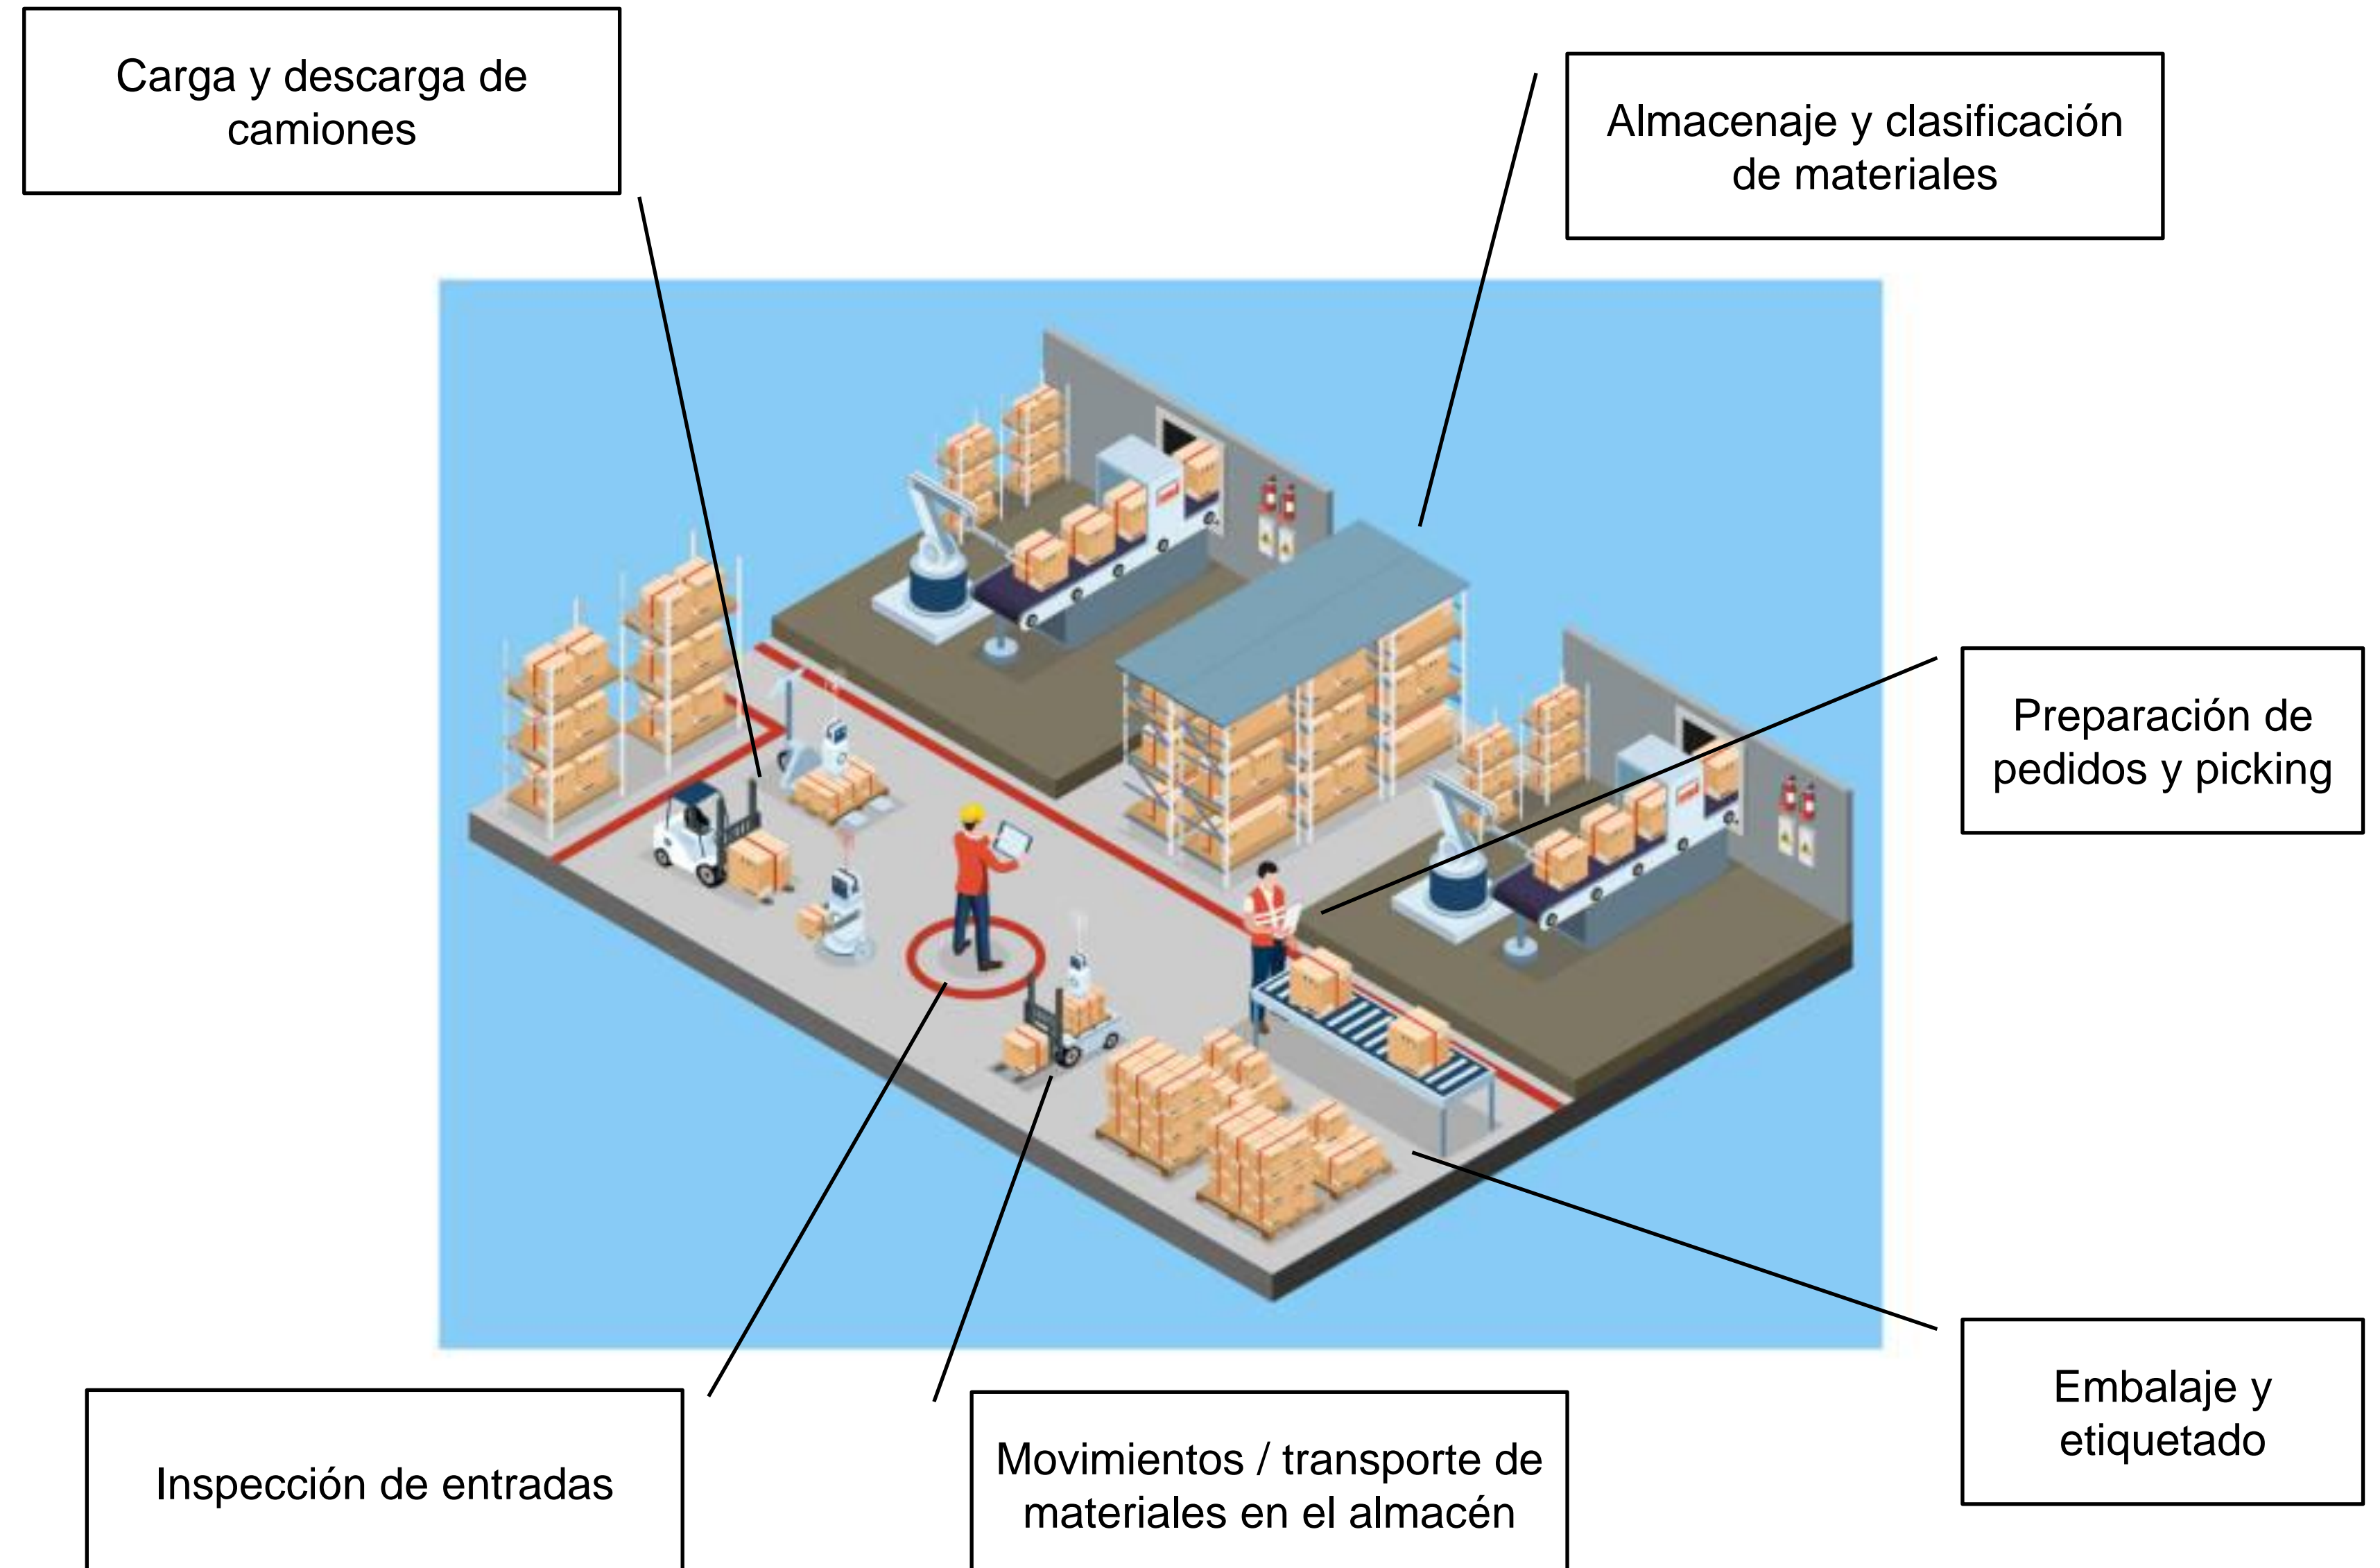 Carga y descarga de
camiones
Almacenaje y clasificación
de materiales
Preparación de
pedidos y picking
Embalaje y
etiquetado
Inspección de entradas
Movimientos / transporte de
materiales en el almacén